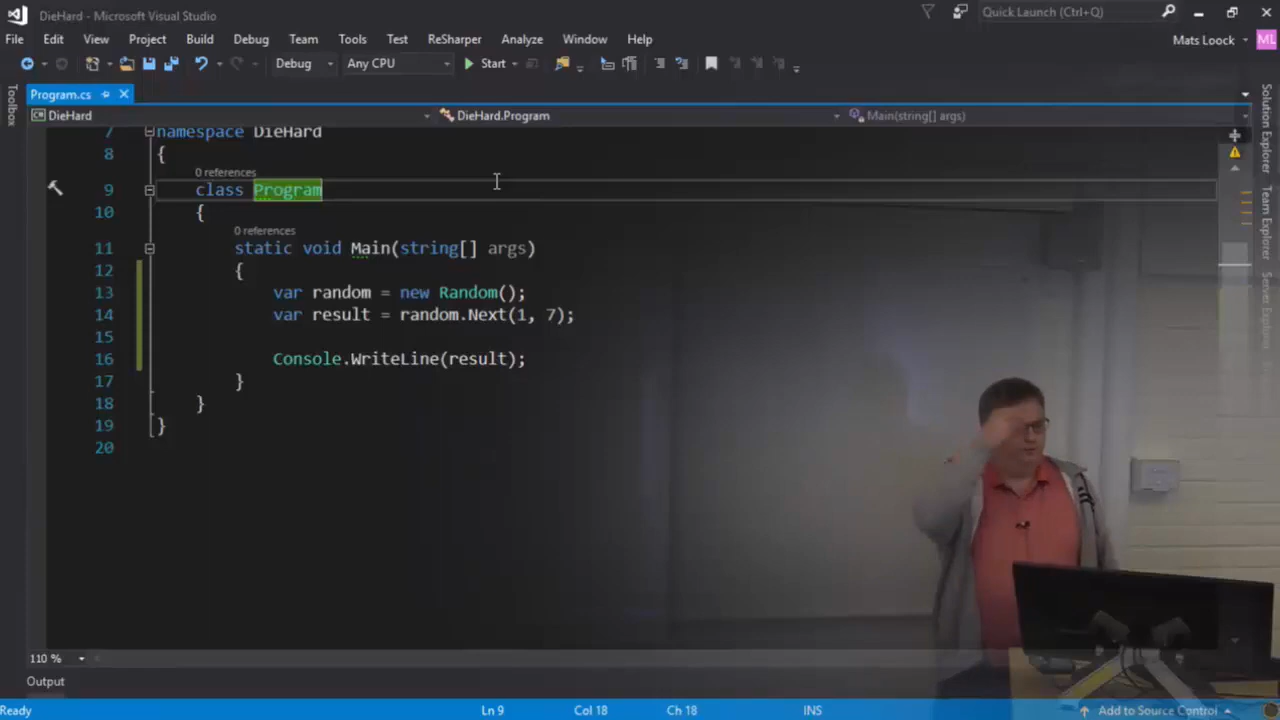 DieHard - Microsoft Visual Studio
Quick Launch (Ctrl+Q)
File Edit View Project Build Debug Team Tools Test ReSharper Analyze Window Help
Mats Loock ML
Debug Any CPU Start
Program.cs
DieHard DieHard.Program Main(string[] args)
Toolbox
Solution Explorer
Team Explorer
Server Explorer
7 namespace DieHard
8 {
0 references
9 class Program
10 {
0 references
11 static void Main(string[] args)
12 {
13 var random = new Random();
14 var result = random.Next(1, 7);
15
16 Console.WriteLine(result);
17 }
18 }
19 }
20
110 %
Output
Ready Ln 9 Col 18 Ch 18 INS Add to Source Control